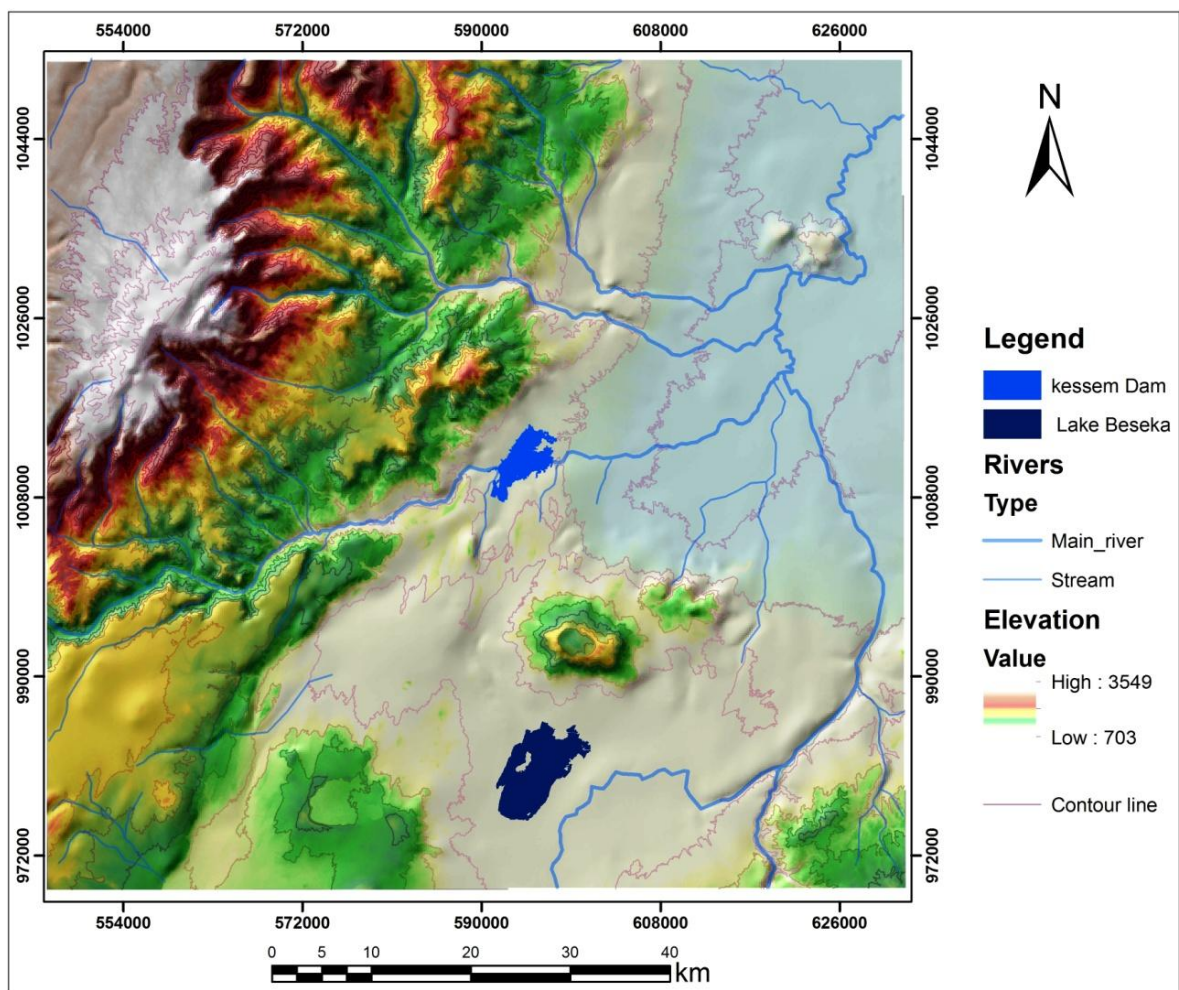 554000 572000 590000 608000 626000
1044000 1044000
N
1026000 1026000
Legend
kessem Dam
Lake Beseka
Rivers
1008000 1008000
Type
Main_river
Stream
Elevation
Value
990000 990000
High : 3549
Low : 703
Contour line
972000 972000
554000 572000 590000 608000 626000
0 5 10 20 30 40
km